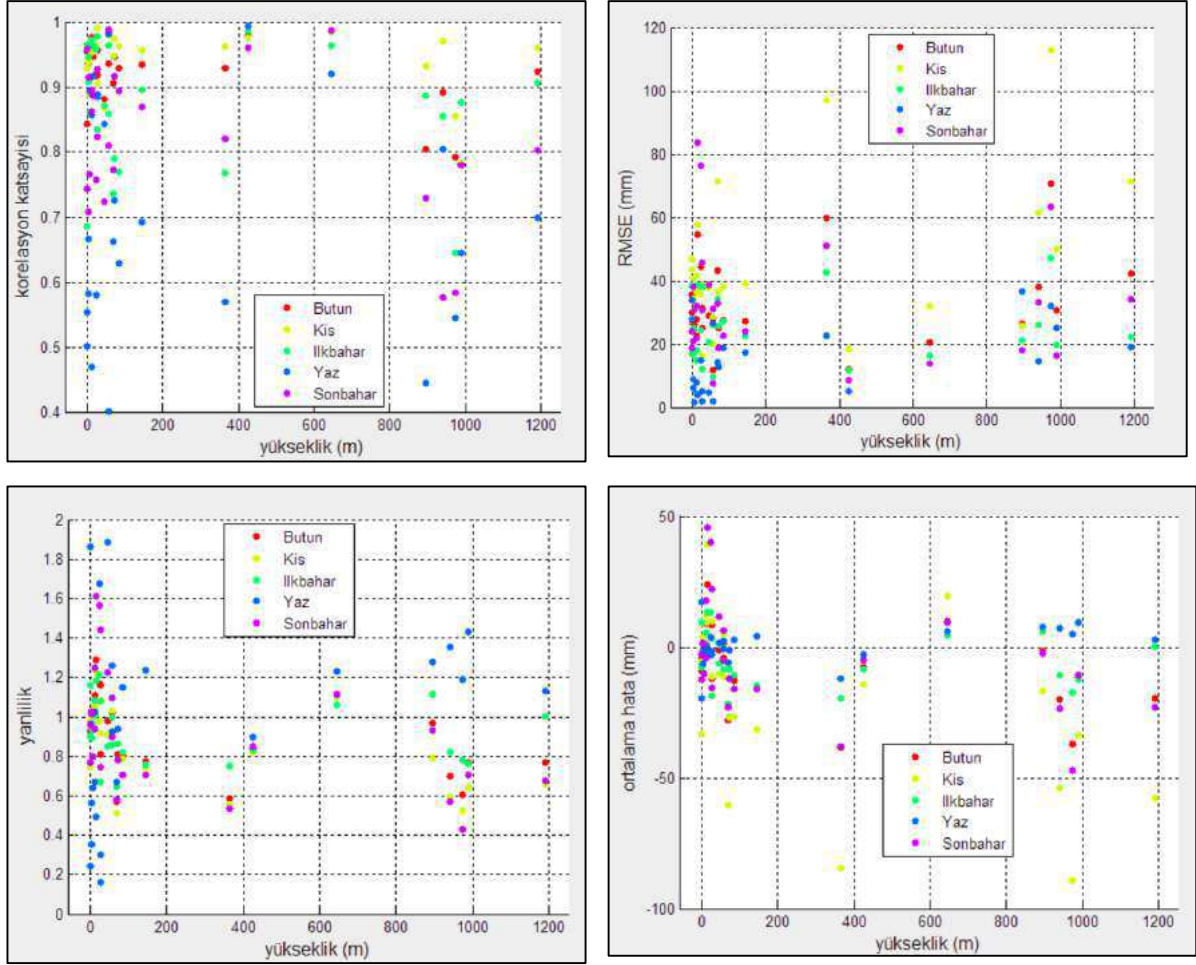 korelasyon katsayisi
1
0.9
0.8
0.7
0.6
0.5
0.4
Butun
Kis
Ilkbahar
Yaz
Sonbahar
0 200 400 600 800 1000 1200
yükseklik (m)
RMSE (mm)
120
100
80
60
40
20
0
Butun
Kis
Ilkbahar
Yaz
Sonbahar
0 200 400 600 800 1000 1200
yükseklik (m)
yanlilik
2
1.8
1.6
1.4
1.2
1
0.8
0.6
0.4
0.2
0
Butun
Kis
Ilkbahar
Yaz
Sonbahar
0 200 400 600 800 1000 1200
yükseklik (m)
ortalama hata (mm)
50
0
-50
-100
Butun
Kis
Ilkbahar
Yaz
Sonbahar
0 200 400 600 800 1000 1200
yükseklik (m)